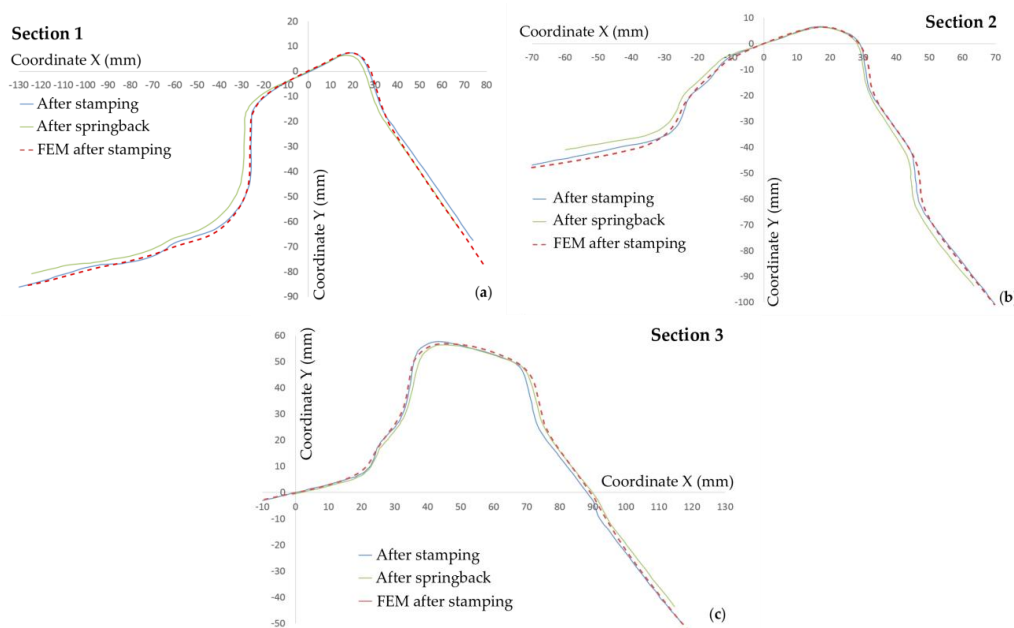 Section 1
Coordinate X (mm)
20
10
0
-10
-20
-30
-40
-50
-60
-70
-80
-90
-130 -120 -110 -100 -90 -80 -70 -60 -50 -40 -30 -20 -10 0 10 20 30 40 50 60 70 80
After stamping
After springback
FEM after stamping
Coordinate Y (mm)
(a)
Section 2
Coordinate X (mm)
10
0
-10
-20
-30
-40
-50
-60
-70
-80
-90
-100
-70 -60 -50 -40 -30 -20 -10 0 10 20 30 40 50 60 70
After stamping
After springback
FEM after stamping
Coordinate Y (mm)
(b)
Section 3
Coordinate Y (mm)
60
50
40
30
20
10
0
-10
-20
-30
-40
-50
Coordinate X (mm)
-10 0 10 20 30 40 50 60 70 80 90 100 110 120 130
After stamping
After springback
FEM after stamping
(c)